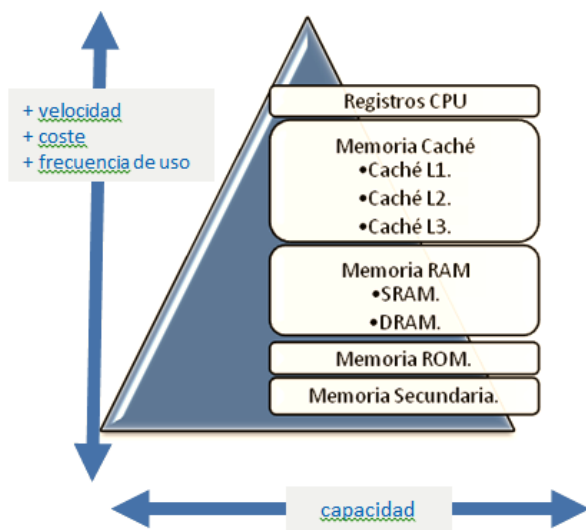 + velocidad
+ coste
+ frecuencia de uso
Registros CPU
Memoria Caché
•Caché L1.
•Caché L2.
•Caché L3.
Memoria RAM
•SRAM.
•DRAM.
Memoria ROM.
Memoria Secundaria.
capacidad